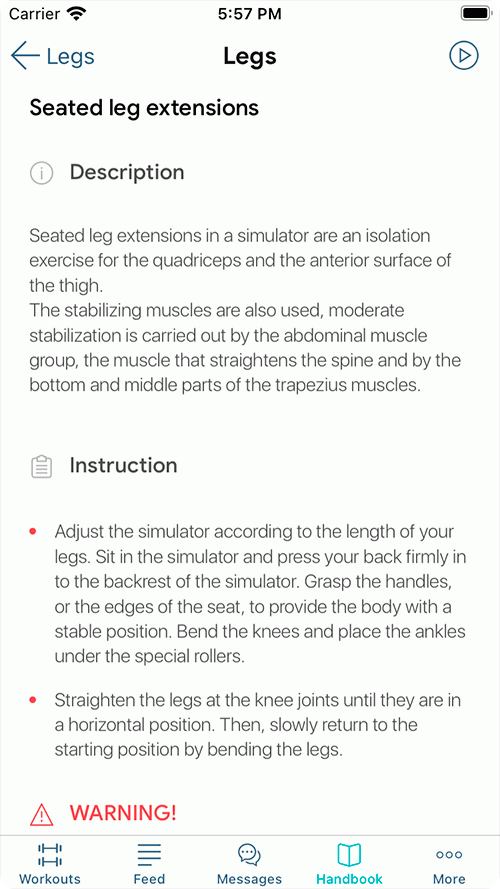 Carrier 5:57 PM
Legs Legs
Seated leg extensions
Description
Seated leg extensions in a simulator are an isolation
exercise for the quadriceps and the anterior surface of
the thigh.
The stabilizing muscles are also used, moderate
stabilization is carried out by the abdominal muscle
group, the muscle that straightens the spine and by the
bottom and middle parts of the trapezius muscles.
Instruction
Adjust the simulator according to the length of your
legs. Sit in the simulator and press your back firmly in
to the backrest of the simulator. Grasp the handles,
or the edges of the seat, to provide the body with a
stable position. Bend the knees and place the ankles
under the special rollers.
Straighten the legs at the knee joints until they are in
a horizontal position. Then, slowly return to the
starting position by bending the legs.
WARNING!
Workouts Feed Messages Handbook More